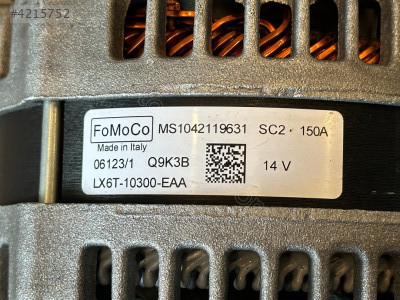 #4215752
FoMoCo MS1042119631 SC2 · 150A
Made in Italy
06123/1 Q9K3B 14 V
LX6T-10300-EAA